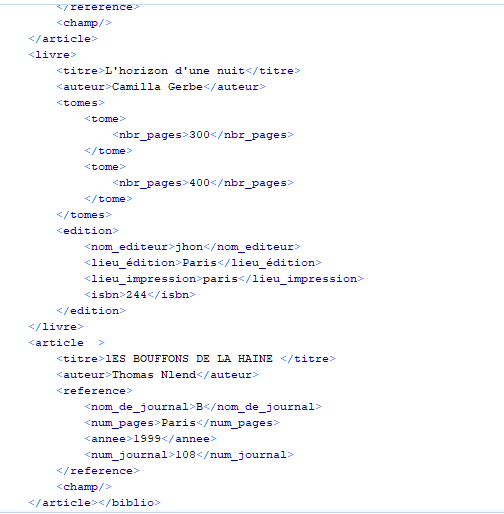 </reference>
<champ/>
</article>
<livre>
<titre>L'horizon d'une nuit</titre>
<auteur>Camilla Gerbe</auteur>
<tomes>
<tome>
<nbr_pages>300</nbr_pages>
</tome>
<tome>
<nbr_pages>400</nbr_pages>
</tome>
</tomes>
<edition>
<nom_editeur>jhon</nom_editeur>
<lieu_édition>Paris</lieu_édition>
<lieu_impression>paris</lieu_impression>
<isbn>244</isbn>
</edition>
</livre>
<article  >
<titre>lES BOUFFONS DE LA HAINE </titre>
<auteur>Thomas Nlend</auteur>
<reference>
<nom_de_journal>B</nom_de_journal>
<num_pages>Paris</num_pages>
<annee>1999</annee>
<num_journal>108</num_journal>
</reference>
<champ/>
</article></biblio>